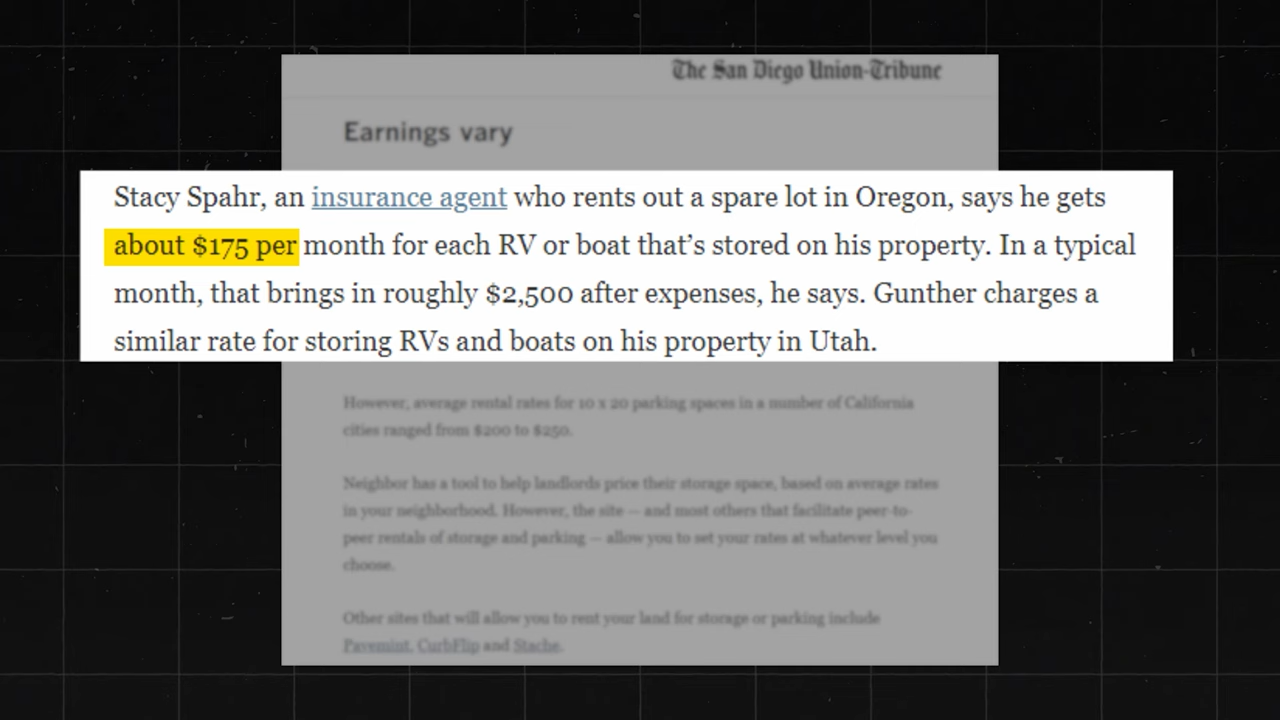 The San Diego Union-Tribune
Earnings vary
Stacy Spahr, an insurance agent who rents out a spare lot in Oregon, says he gets
about $175 per month for each RV or boat that’s stored on his property. In a typical
month, that brings in roughly $2,500 after expenses, he says. Gunther charges a
similar rate for storing RVs and boats on his property in Utah.
However, average rental rates for 10 x 20 parking spaces in a number of California
cities ranged from $200 to $250.
Neighbor has a tool to help landlords price their storage space, based on average rates
in your neighborhood. However, the site — and most others that facilitate peer-to-
peer rentals of storage and parking — allow you to set your rates at whatever level you
choose.
Other sites that will allow you to rent your land for storage or parking include
Pavemint, CurbFlip and Stache.